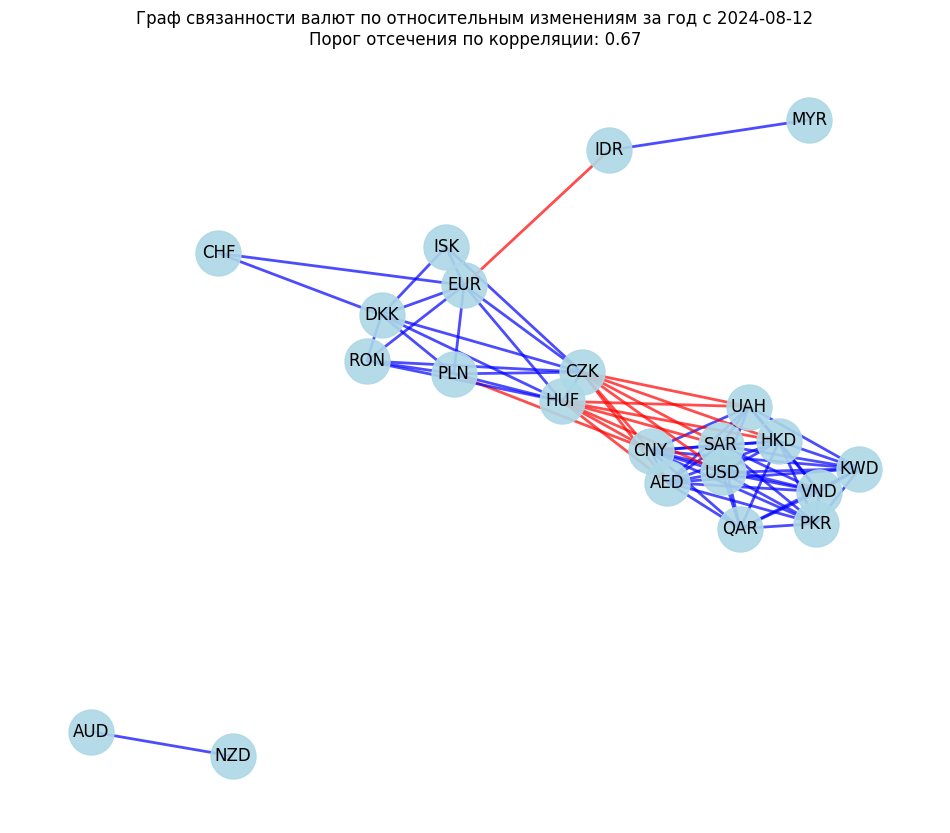 Граф связанности валют по относительным изменениям за год с 2024-08-12
Порог отсечения по корреляции: 0.67
MYR
IDR
ISK
CHF
EUR
DKK
RON
PLN
CZK
HUF
UAH
CNY
SAR
HKD
AED
USD
KWD
VND
QAR
PKR
AUD
NZD